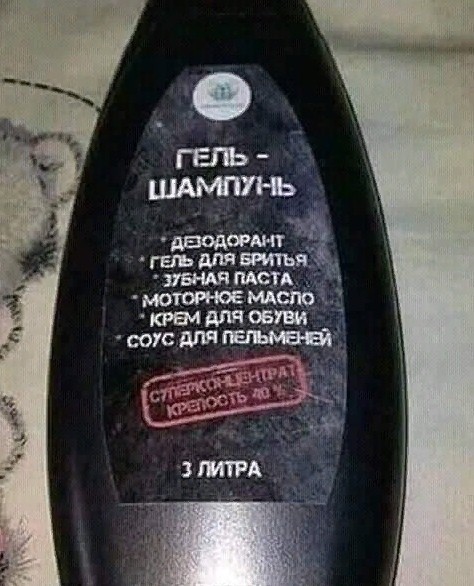 ГЕЛЬ -
ШАМПУНЬ
* ДЕЗОДОРАНТ
* ГЕЛЬ ДЛЯ БРИТЬЯ
* ЗУБНАЯ ПАСТА
* МОТОРНОЕ МАСЛО
* КРЕМ ДЛЯ ОБУВИ
* СОУС ДЛЯ ПЕЛЬМЕНЕЙ
СУПЕРКОНЦЕНТРАТ
КРЕПОСТЬ 40 %
3 ЛИТРА